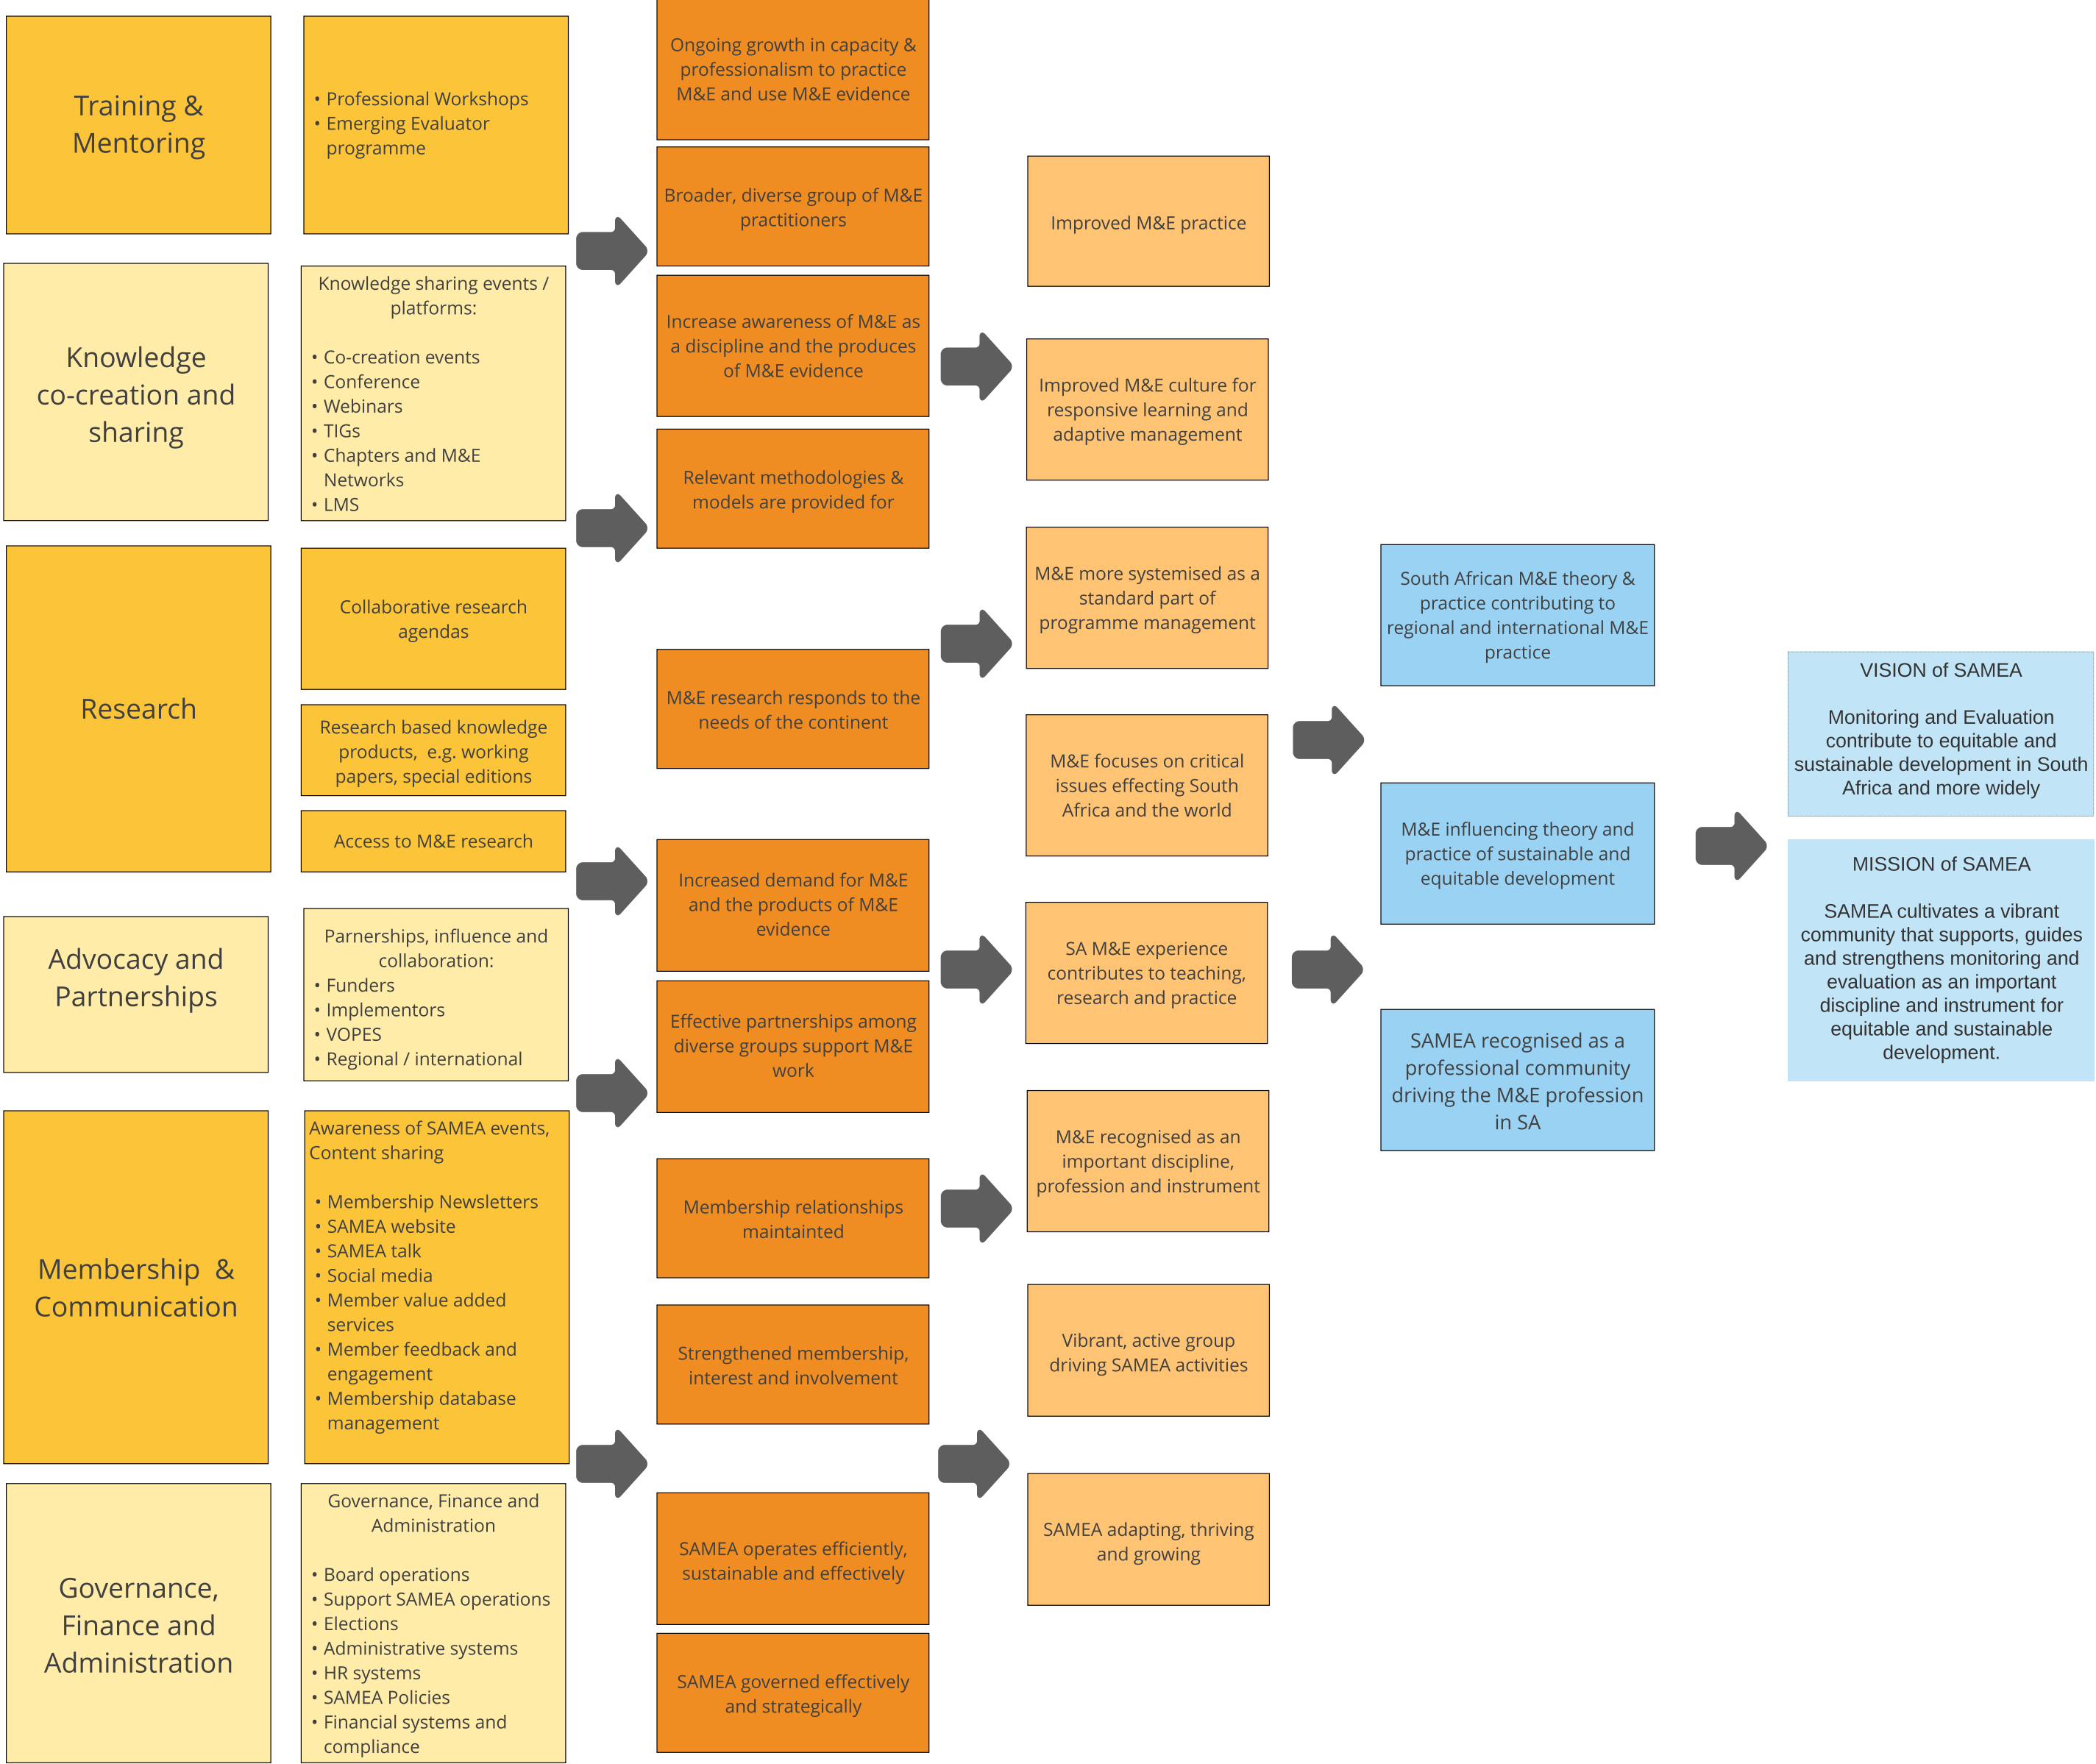 Training &
Mentoring
• Professional Workshops
• Emerging Evaluator
programme
Knowledge
co-creation and
sharing
Knowledge sharing events /
platforms:
• Co-creation events
• Conference
• Webinars
• TIGs
• Chapters and M&E
Networks
• LMS
Research
Collaborative research
agendas
Research based knowledge
products, e.g. working
papers, special editions
Access to M&E research
Advocacy and
Partnerships
Parnerships, influence and
collaboration:
• Funders
• Implementors
• VOPES
• Regional / international
Membership &
Communication
Awareness of SAMEA events,
Content sharing
• Membership Newsletters
• SAMEA website
• SAMEA talk
• Social media
• Member value added
services
• Member feedback and
engagement
• Membership database
management
Governance,
Finance and
Administration
Governance, Finance and
Administration
• Board operations
• Support SAMEA operations
• Elections
• Administrative systems
• HR systems
• SAMEA Policies
• Financial systems and
compliance
Ongoing growth in capacity &
professionalism to practice
M&E and use M&E evidence
Broader, diverse group of M&E
practitioners
Increase awareness of M&E as
a discipline and the produces
of M&E evidence
Relevant methodologies &
models are provided for
M&E research responds to the
needs of the continent
Increased demand for M&E
and the products of M&E
evidence
Effective partnerships among
diverse groups support M&E
work
Membership relationships
maintainted
Strengthened membership,
interest and involvement
SAMEA operates efficiently,
sustainable and effectively
SAMEA governed effectively
and strategically
Improved M&E practice
Improved M&E culture for
responsive learning and
adaptive management
M&E more systemised as a
standard part of
programme management
M&E focuses on critical
issues effecting South
Africa and the world
SA M&E experience
contributes to teaching,
research and practice
M&E recognised as an
important discipline,
profession and instrument
Vibrant, active group
driving SAMEA activities
SAMEA adapting, thriving
and growing
South African M&E theory &
practice contributing to
regional and international M&E
practice
M&E influencing theory and
practice of sustainable and
equitable development
SAMEA recognised as a
professional community
driving the M&E profession
in SA
VISION of SAMEA
Monitoring and Evaluation
contribute to equitable and
sustainable development in South
Africa and more widely
MISSION of SAMEA
SAMEA cultivates a vibrant
community that supports, guides
and strengthens monitoring and
evaluation as an important
discipline and instrument for
equitable and sustainable
development.